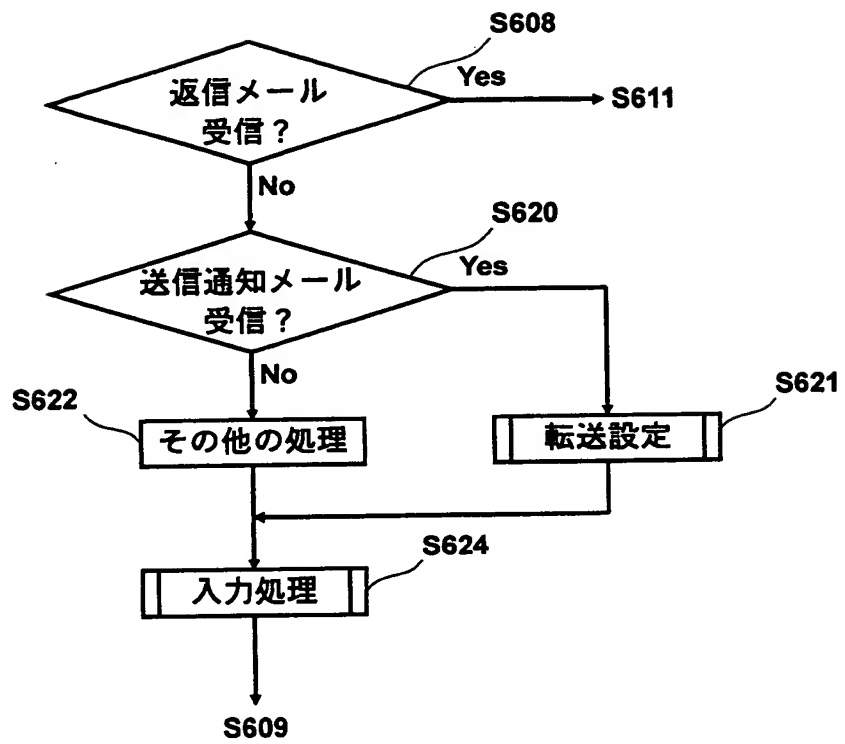 S608
返信メール
受信？
Yes
S611
No
S620
送信通知メール
受信？
Yes
No
S622
その他の処理
S621
転送設定
S624
入力処理
S609